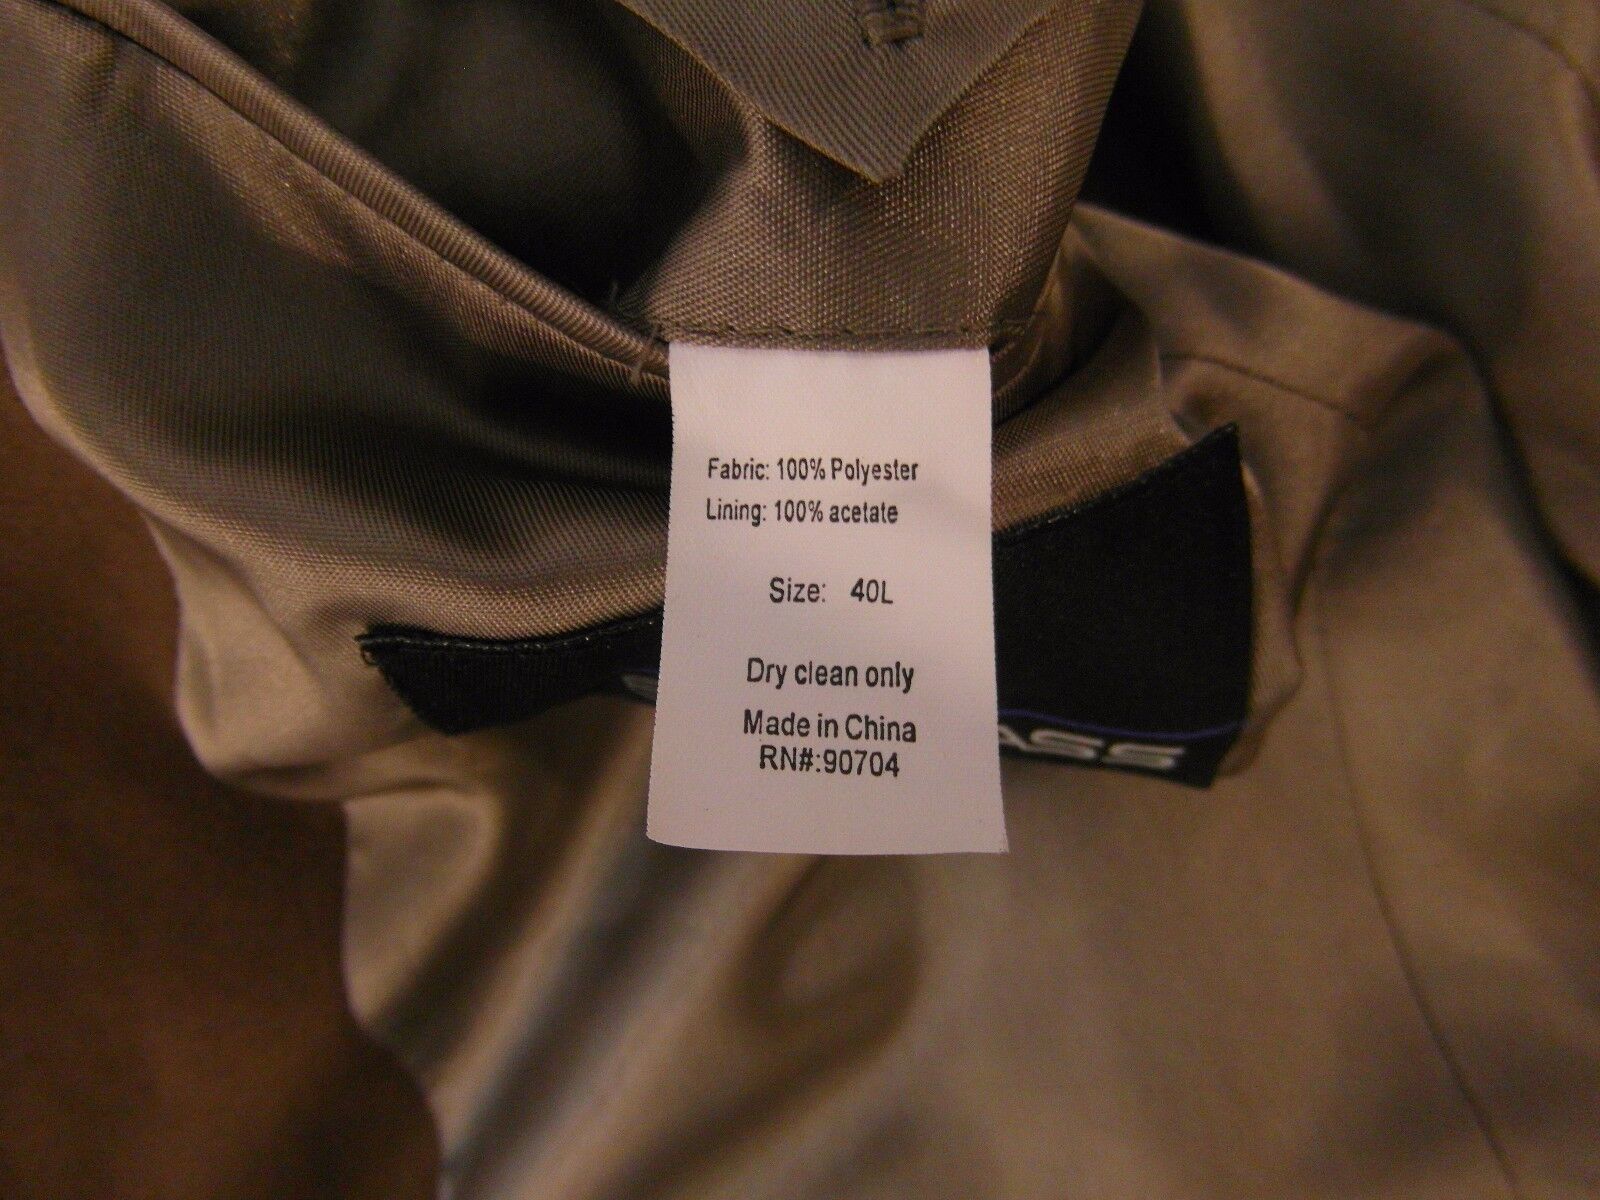 Fabric: 100% Polyester
Lining: 100% acetate
Size: 40L
Dry clean only
Made in China
RN#:90704